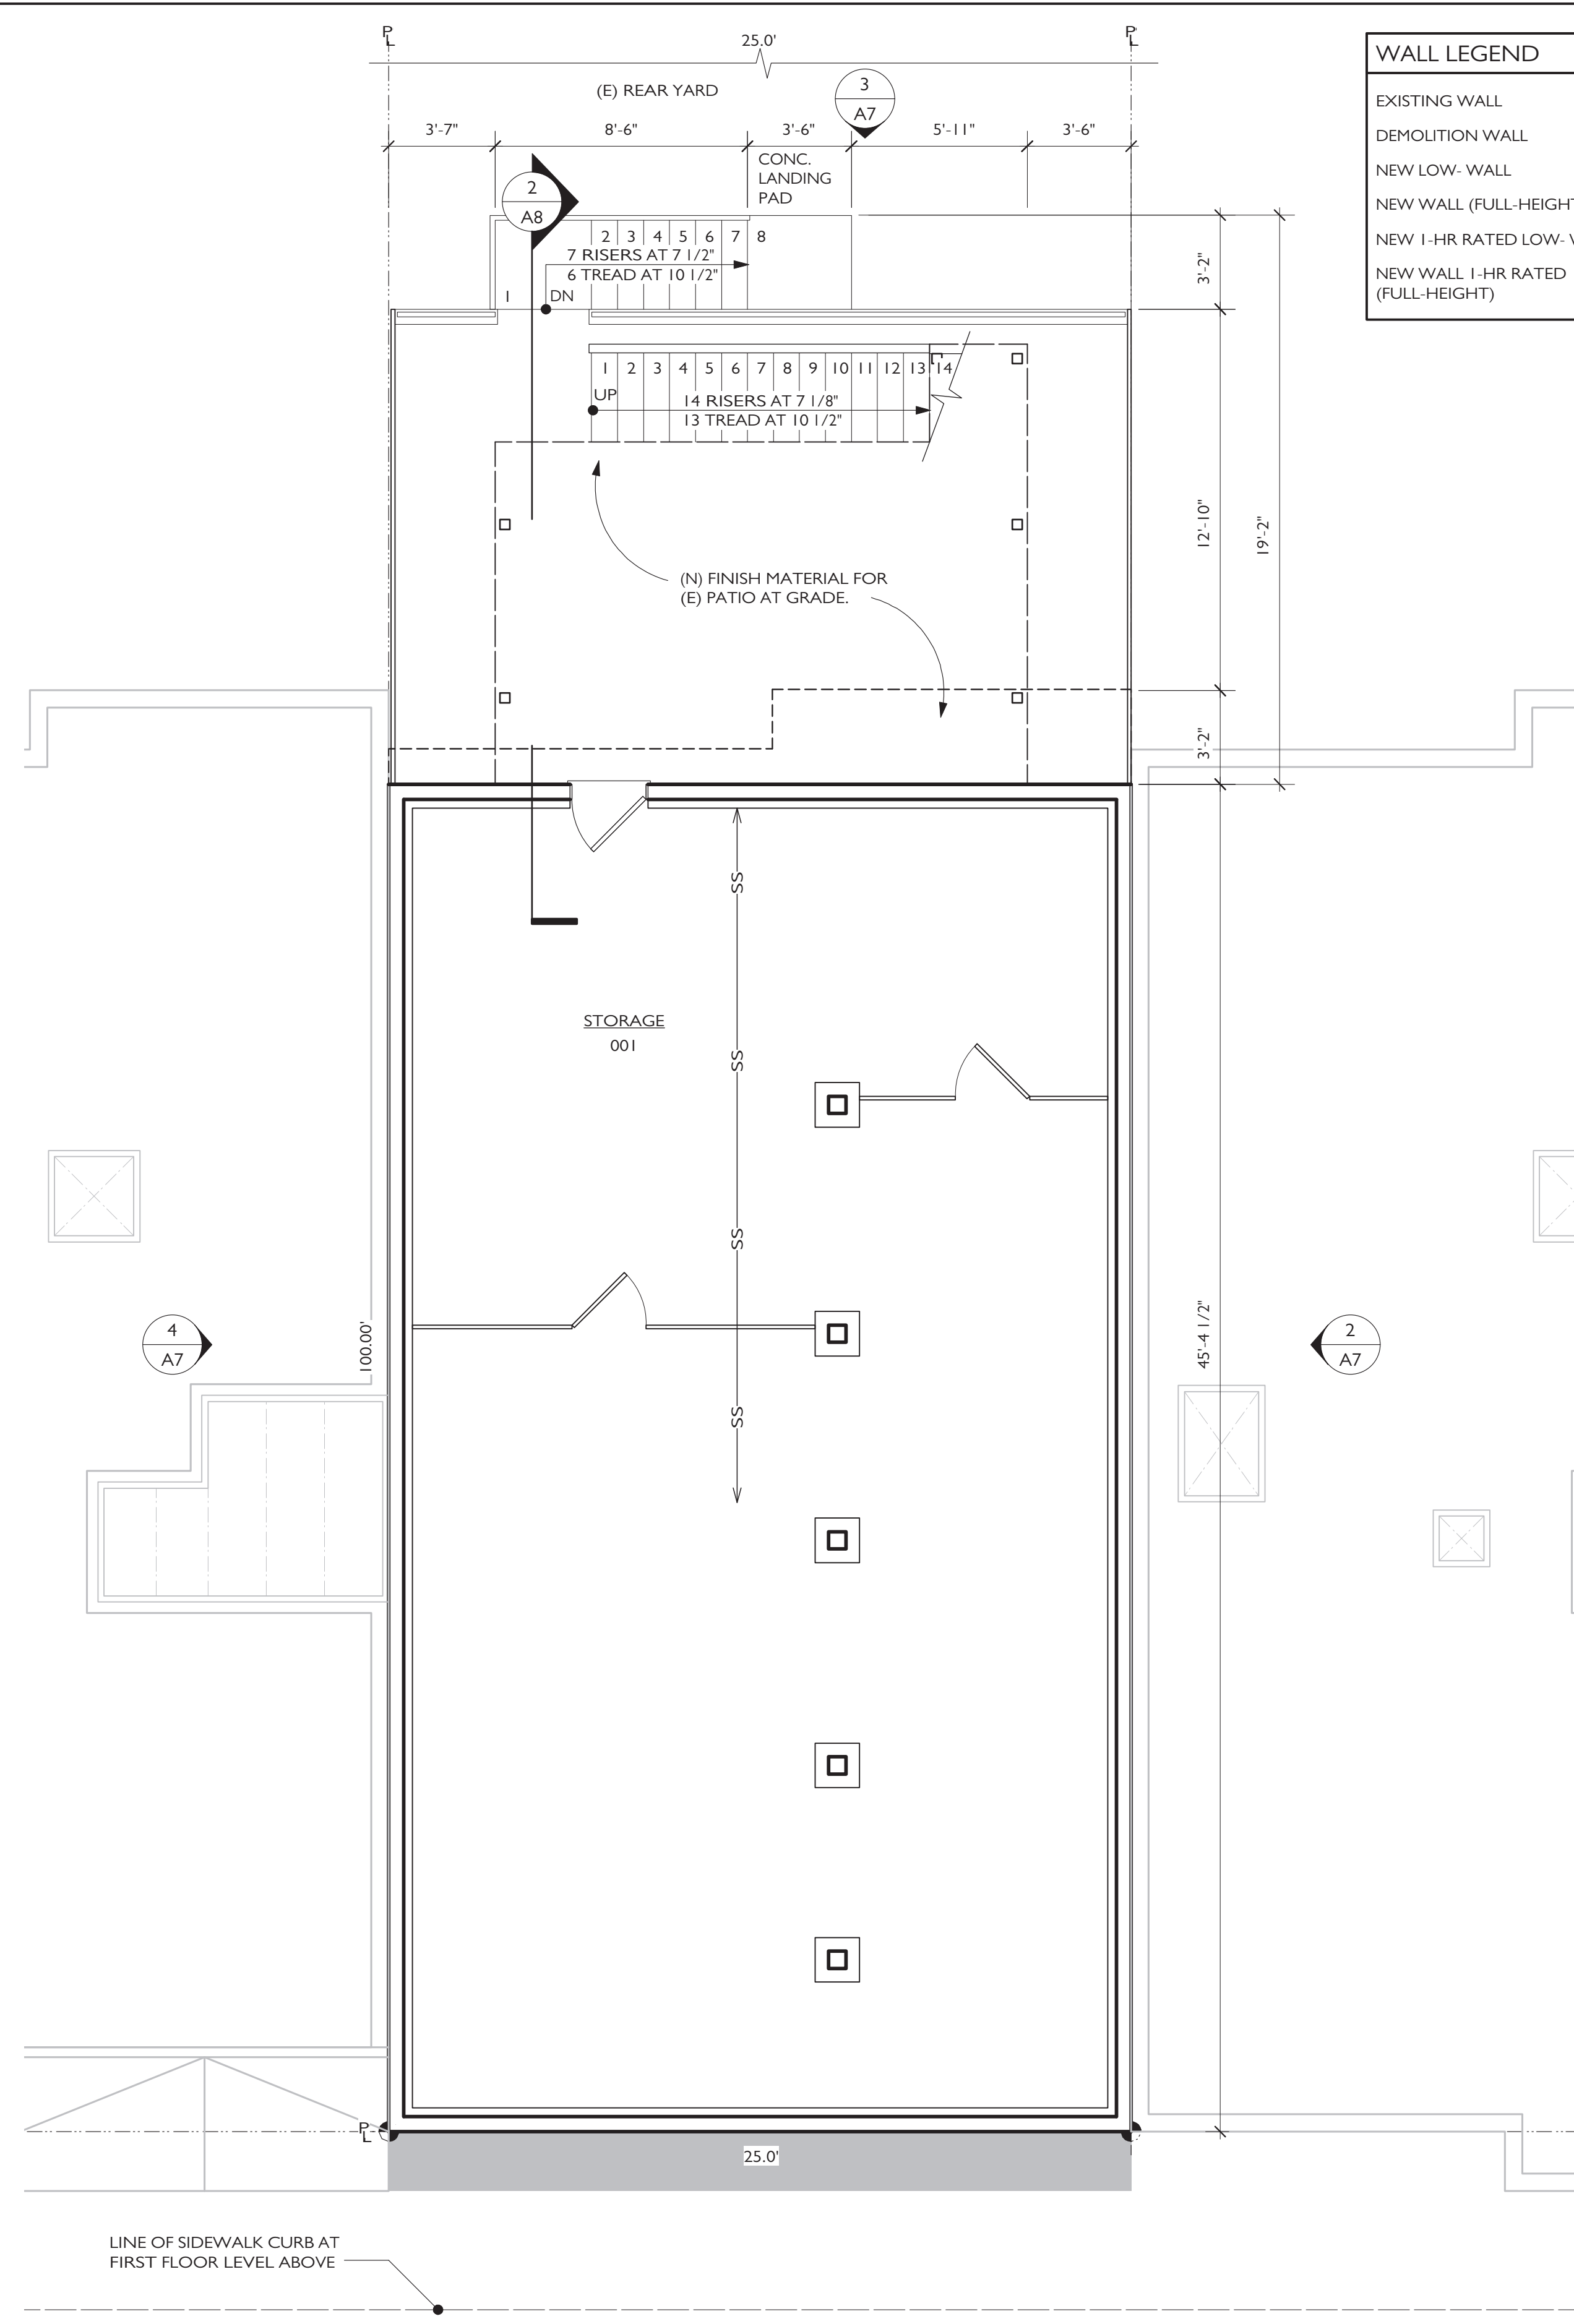 P
L
25.0'
P
L
WALL LEGEND
(E) REAR YARD
3
A7
EXISTING WALL
DEMOLITION WALL
NEW LOW- WALL
NEW WALL (FULL-HEIGHT
NEW 1-HR RATED LOW- W
NEW WALL 1-HR RATED
(FULL-HEIGHT)
3'-7"
8'-6"
3'-6"
5'-11"
3'-6"
CONC.
LANDING
PAD
2
A8
2 3 4 5 6 7 8
7 RISERS AT 7 1/2"
6 TREAD AT 10 1/2"
1
DN
3'-2"
1 2 3 4 5 6 7 8 9 10 11 12 13 14
UP
14 RISERS AT 7 1/8"
13 TREAD AT 10 1/2"
12'-10"
19'-2"
(N) FINISH MATERIAL FOR
(E) PATIO AT GRADE.
3'-2"
SS
STORAGE
001
SS
SS
4
A7
100.00'
45'-4 1/2"
2
A7
SS
P
L
25.0'
LINE OF SIDEWALK CURB AT
FIRST FLOOR LEVEL ABOVE